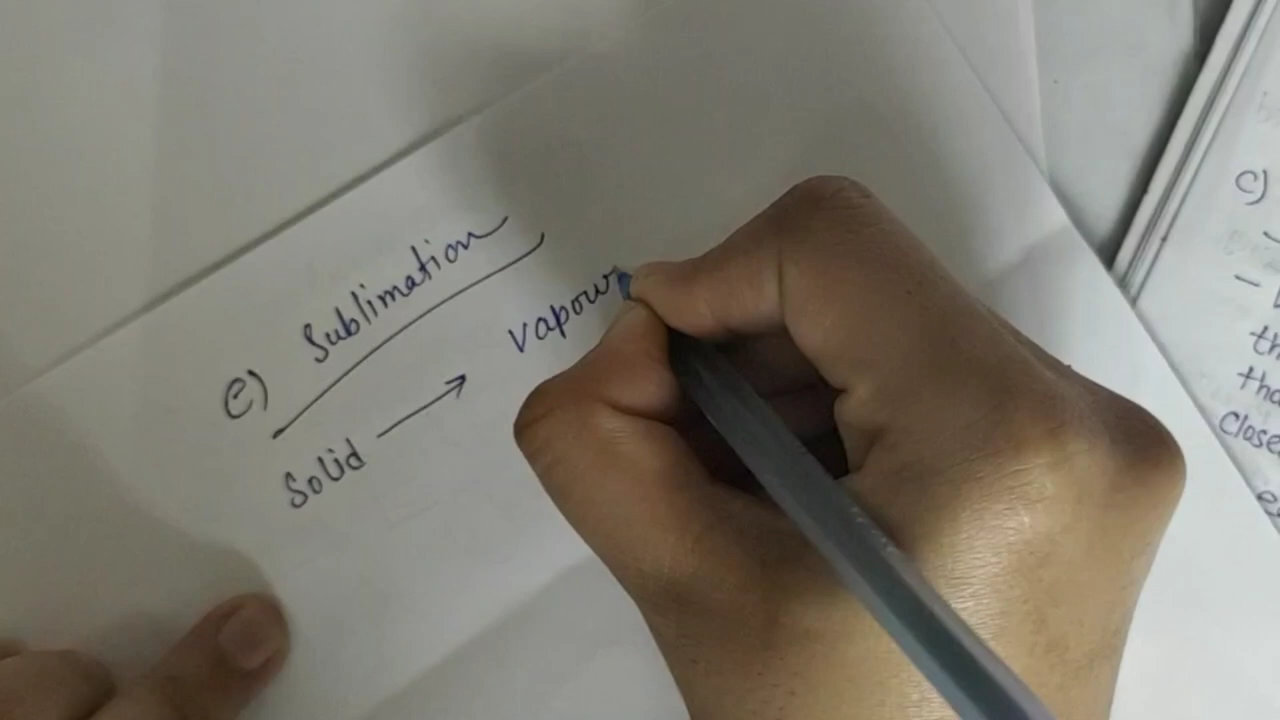 e) Sublimation
Solid → vapour
c)
th
tha
close